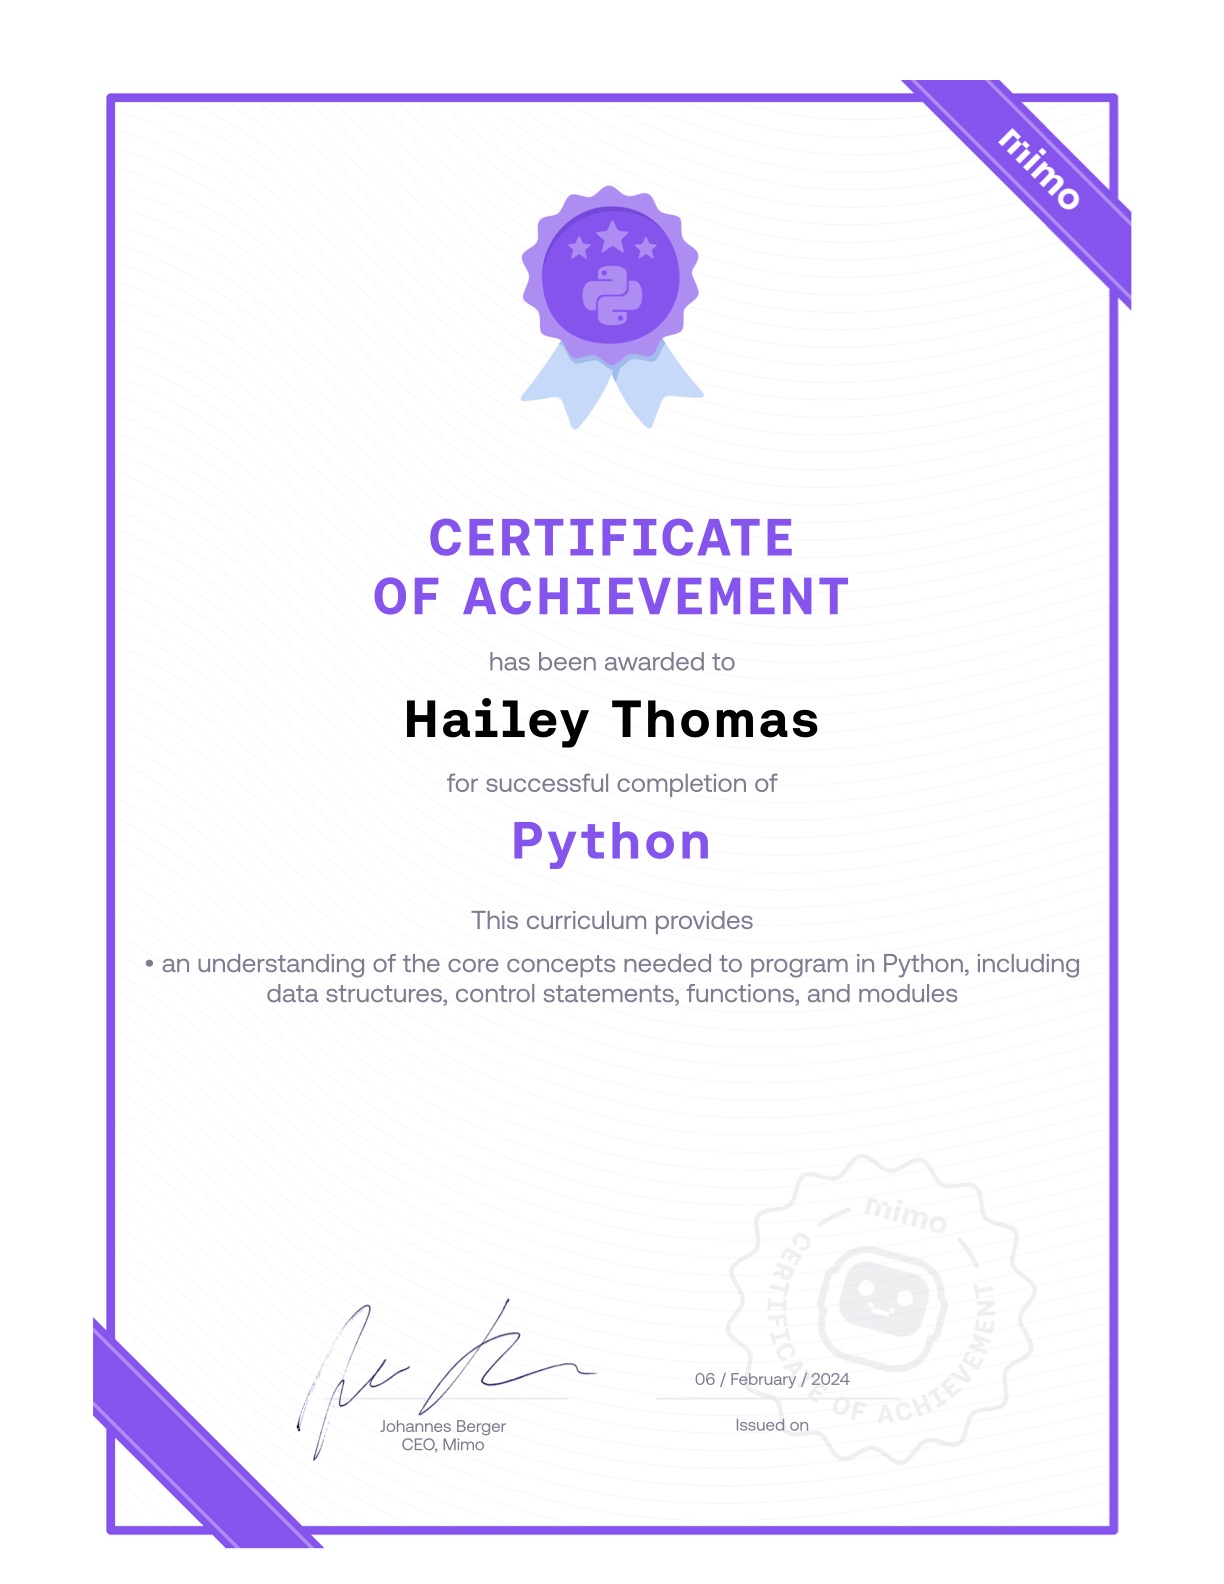 mimo
CERTIFICATE
OF ACHIEVEMENT
has been awarded to
Hailey Thomas
for successful completion of
Python
This curriculum provides
• an understanding of the core concepts needed to program in Python, including
data structures, control statements, functions, and modules
mimo
CERTIFICATE OF ACHIEVEMENT
06 / February / 2024
Johannes Berger
CEO, Mimo
Issued on